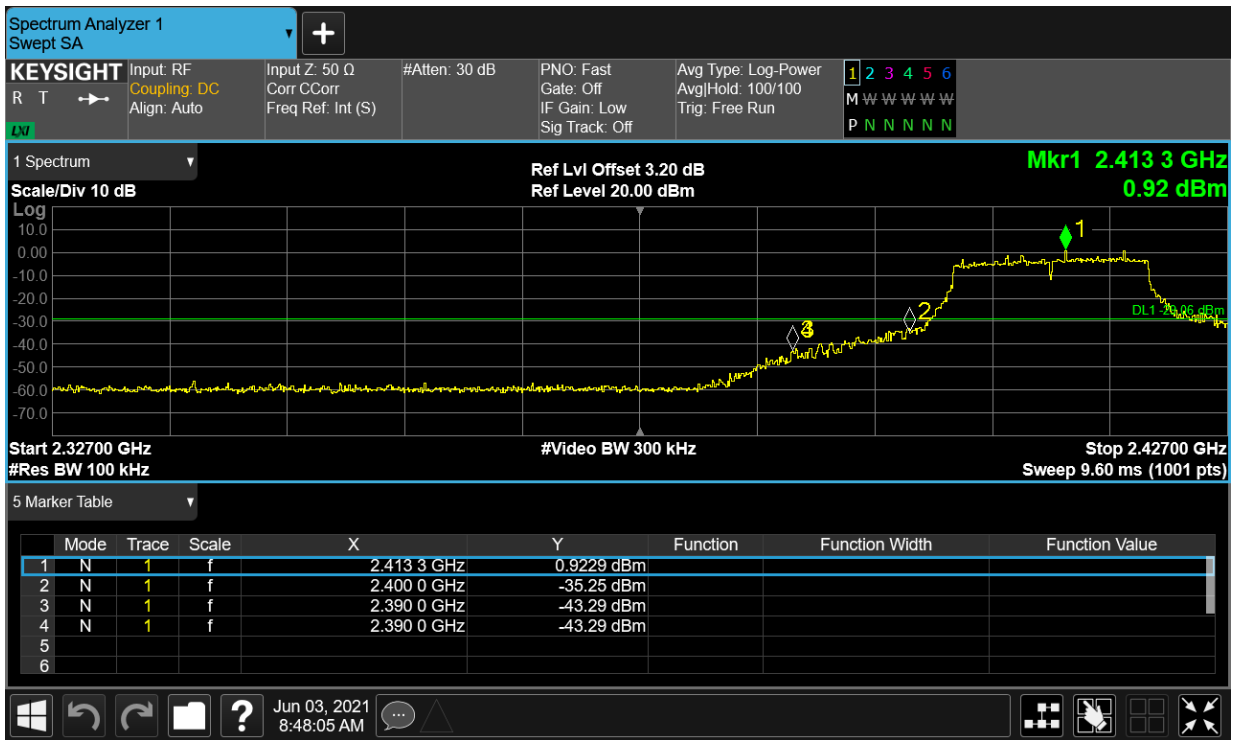 Spectrum Analyzer 1
Swept SA
KEYSIGHT
R T
LXI
Input: RF
Coupling: DC
Align: Auto
Input Z: 50 Ω
Corr CCorr
Freq Ref: Int (S)
#Atten: 30 dB
PNO: Fast
Gate: Off
IF Gain: Low
Sig Track: Off
Avg Type: Log-Power
Avg|Hold: 100/100
Trig: Free Run
1 2 3 4 5 6
M W W W W W
P N N N N N
1 Spectrum
Scale/Div 10 dB
Ref Lvl Offset 3.20 dB
Ref Level 20.00 dBm
Mkr1 2.413 3 GHz
0.92 dBm
Log
10.0
0.00
-10.0
-20.0
-30.0
-40.0
-50.0
-60.0
-70.0
1
2
DL1 -29.06 dBm
Start 2.32700 GHz
#Video BW 300 kHz
Stop 2.42700 GHz
#Res BW 100 kHz
Sweep 9.60 ms (1001 pts)
5 Marker Table
Mode Trace Scale X Y Function Function Width Function Value
1 N 1 f 2.413 3 GHz 0.9229 dBm
2 N 1 f 2.400 0 GHz -35.25 dBm
3 N 1 f 2.390 0 GHz -43.29 dBm
4 N 1 f 2.390 0 GHz -43.29 dBm
5
6
?
Jun 03, 2021
8:48:05 AM